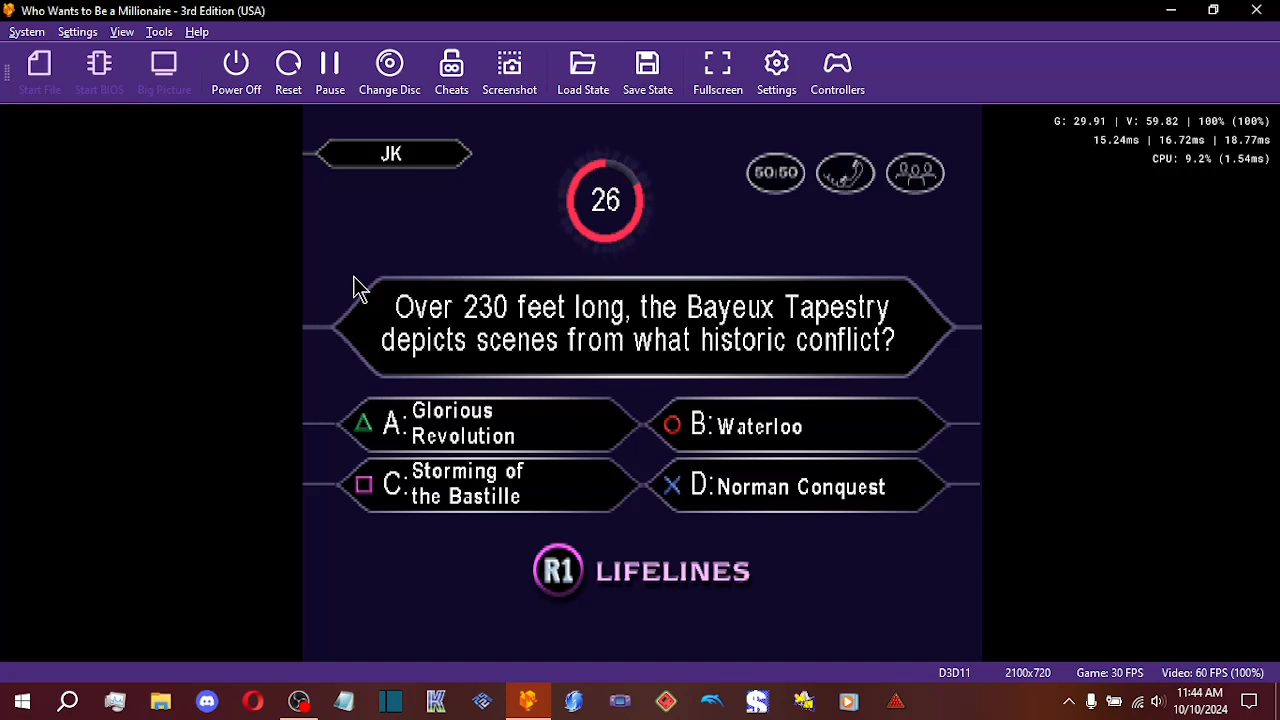 Who Wants to Be a Millionaire - 3rd Edition (USA)
System Settings View Tools Help
Start File Start BIOS Big Picture Power Off Reset Pause Change Disc Cheats Screenshot Load State Save State Fullscreen Settings Controllers
G: 29.91 | V: 59.82 | 100% (100%)
15.24ms | 16.72ms | 18.77ms
CPU: 9.2% (1.54ms)
JK
26
50:50
Over 230 feet long, the Bayeux Tapestry
depicts scenes from what historic conflict?
A: Glorious
Revolution
B: Waterloo
C: Storming of
the Bastille
D: Norman Conquest
R1 LIFELINES
D3D11 2100x720 Game: 30 FPS Video: 60 FPS (100%)
11:44 AM
10/10/2024